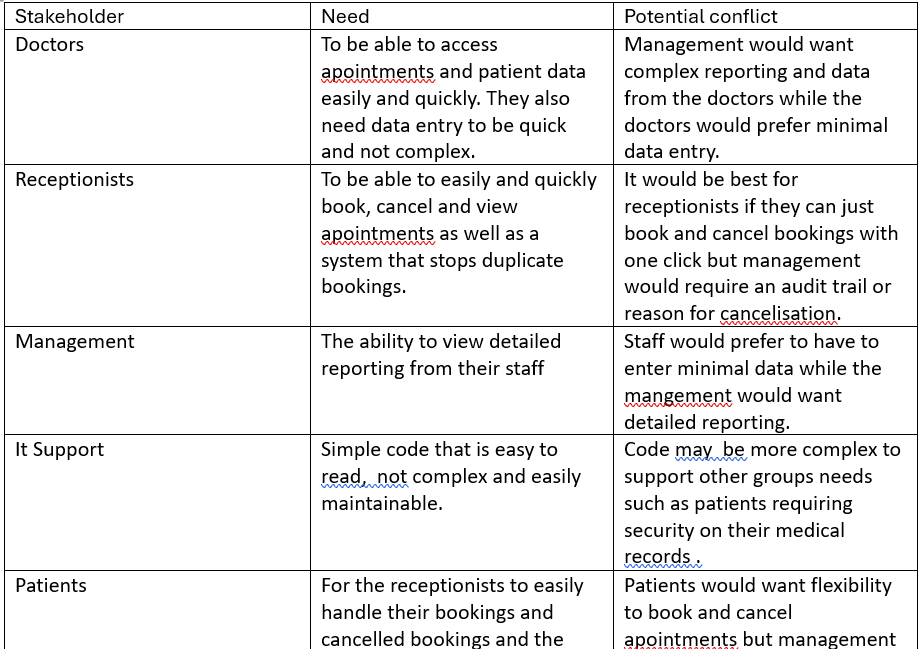 Stakeholder
Need
Potential conflict
Doctors
To be able to access
apointments and patient data
easily and quickly. They also
need data entry to be quick
and not complex.
Management would want
complex reporting and data
from the doctors while the
doctors would prefer minimal
data entry.
Receptionists
To be able to easily and quickly
book, cancel and view
apointments as well as a
system that stops duplicate
bookings.
It would be best for
receptionists if they can just
book and cancel bookings with
one click but management
would require an audit trail or
reason for cancelisation.
Management
The ability to view detailed
reporting from their staff
Staff would prefer to have to
enter minimal data while the
mangement would want
detailed reporting.
It Support
Simple code that is easy to
read,  not complex and easily
maintainable.
Code may  be more complex to
support other groups needs
such as patients requiring
security on their medical
records .
Patients
For the receptionists to easily
handle their bookings and
cancelled bookings and the
Patients would want flexibility
to book and cancel
apointments but management